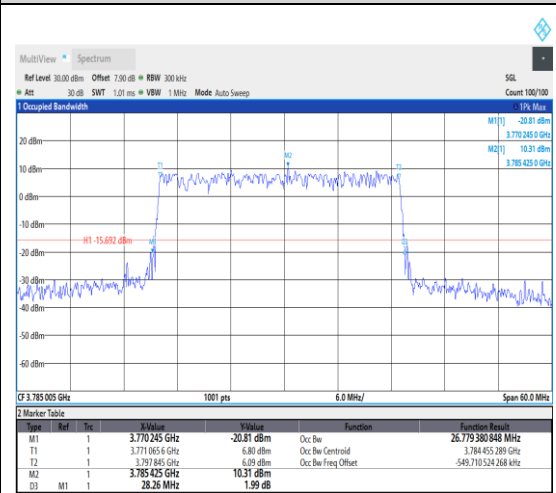 MultiView Spectrum
Ref Level 30.00 dBm Offset 7.90 dB RBW 300 kHz SGL
Att 30 dB SWT 1.01 ms VBW 1 MHz Mode Auto Sweep Count 100/100
1 Occupied Bandwidth 1Pk Max
M1[1] -20.81 dBm
3.770 245 0 GHz
M2[1] 10.31 dBm
3.785 425 0 GHz
20 dBm
10 dBm
0 dBm
-10 dBm
-20 dBm
-30 dBm
-40 dBm
-50 dBm
-60 dBm
T1
M2
T2
H1 -15.692 dBm
M1
D3
CF 3.785 005 GHz 1001 pts 6.0 MHz/ Span 60.0 MHz
2 Marker Table
Type Ref Trc X-Value Y-Value Function Function Result
M1 1 3.770 245 GHz -20.81 dBm Occ Bw 26.779 380 848 MHz
T1 1 3.771 065 6 GHz 6.80 dBm Occ Bw Centroid 3.784 455 289 GHz
T2 1 3.797 845 GHz 6.09 dBm Occ Bw Freq Offset -549.710 524 268 kHz
M2 1 3.785 425 GHz 10.31 dBm
D3 M1 1 28.26 MHz 1.99 dB